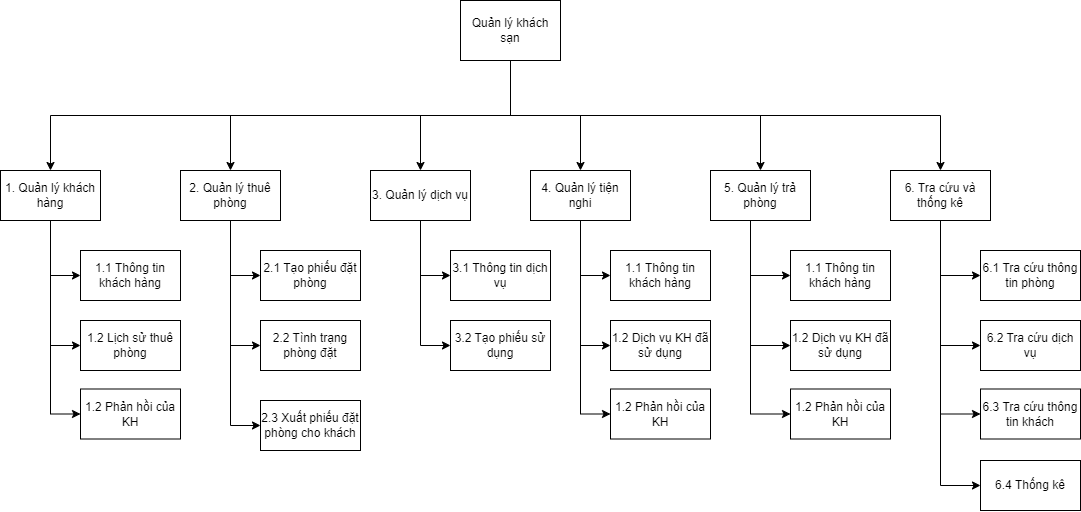 Quản lý khách
sạn
1. Quản lý khách
hàng
2. Quản lý thuê
phòng
3. Quản lý dịch vụ
4. Quản lý tiện
nghi
5. Quản lý trả
phòng
6. Tra cứu và
thống kê
1.1 Thông tin
khách hàng
1.2 Lịch sử thuê
phòng
1.2 Phản hồi của
KH
2.1 Tạo phiếu đặt
phòng
2.2 Tình trạng
phòng đặt
2.3 Xuất phiếu đặt
phòng cho khách
3.1 Thông tin dịch
vụ
3.2 Tạo phiếu sử
dụng
1.1 Thông tin
khách hàng
1.2 Dịch vụ KH đã
sử dụng
1.2 Phản hồi của
KH
1.1 Thông tin
khách hàng
1.2 Dịch vụ KH đã
sử dụng
1.2 Phản hồi của
KH
6.1 Tra cứu thông
tin phòng
6.2 Tra cứu dịch
vụ
6.3 Tra cứu thông
tin khách
6.4 Thống kê